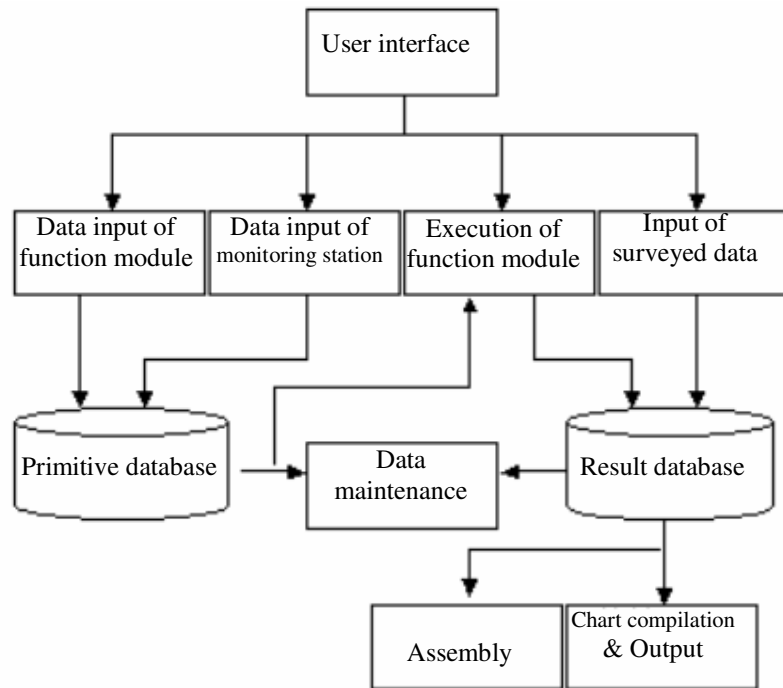 User interface
Data input of
function module
Data input of
monitoring station
Execution of
function module
Input of
surveyed data
Primitive database
Data
maintenance
Result database
Assembly
Chart compilation
& Output